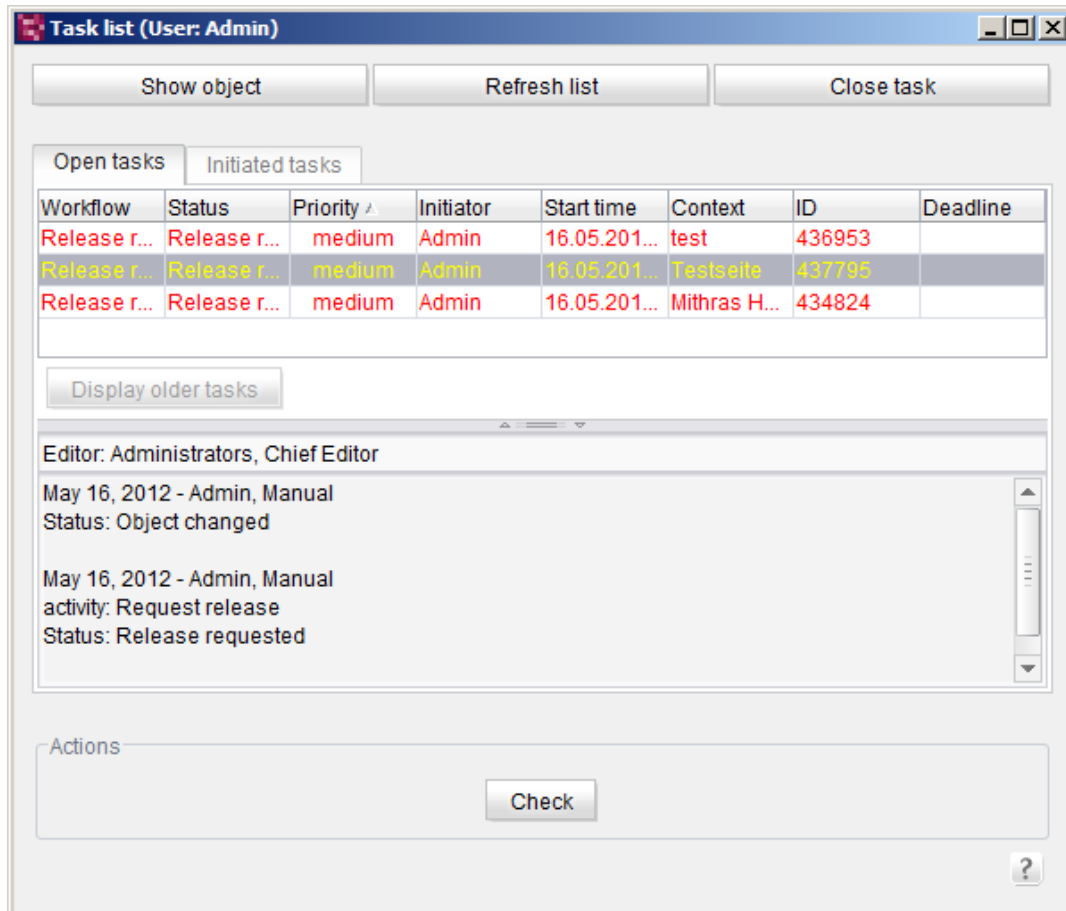 Task list (User: Admin)
Show object Refresh list Close task
Open tasks Initiated tasks
Workflow Status Priority Initiator Start time Context ID Deadline
Release r... Release r... medium Admin 16.05.201... test 436953
Release r... Release r... medium Admin 16.05.201... Testseite 437795
Release r... Release r... medium Admin 16.05.201... Mithras H... 434824
Display older tasks
Editor: Administrators, Chief Editor
May 16, 2012 - Admin, Manual
Status: Object changed
May 16, 2012 - Admin, Manual
activity: Request release
Status: Release requested
Actions
Check
?